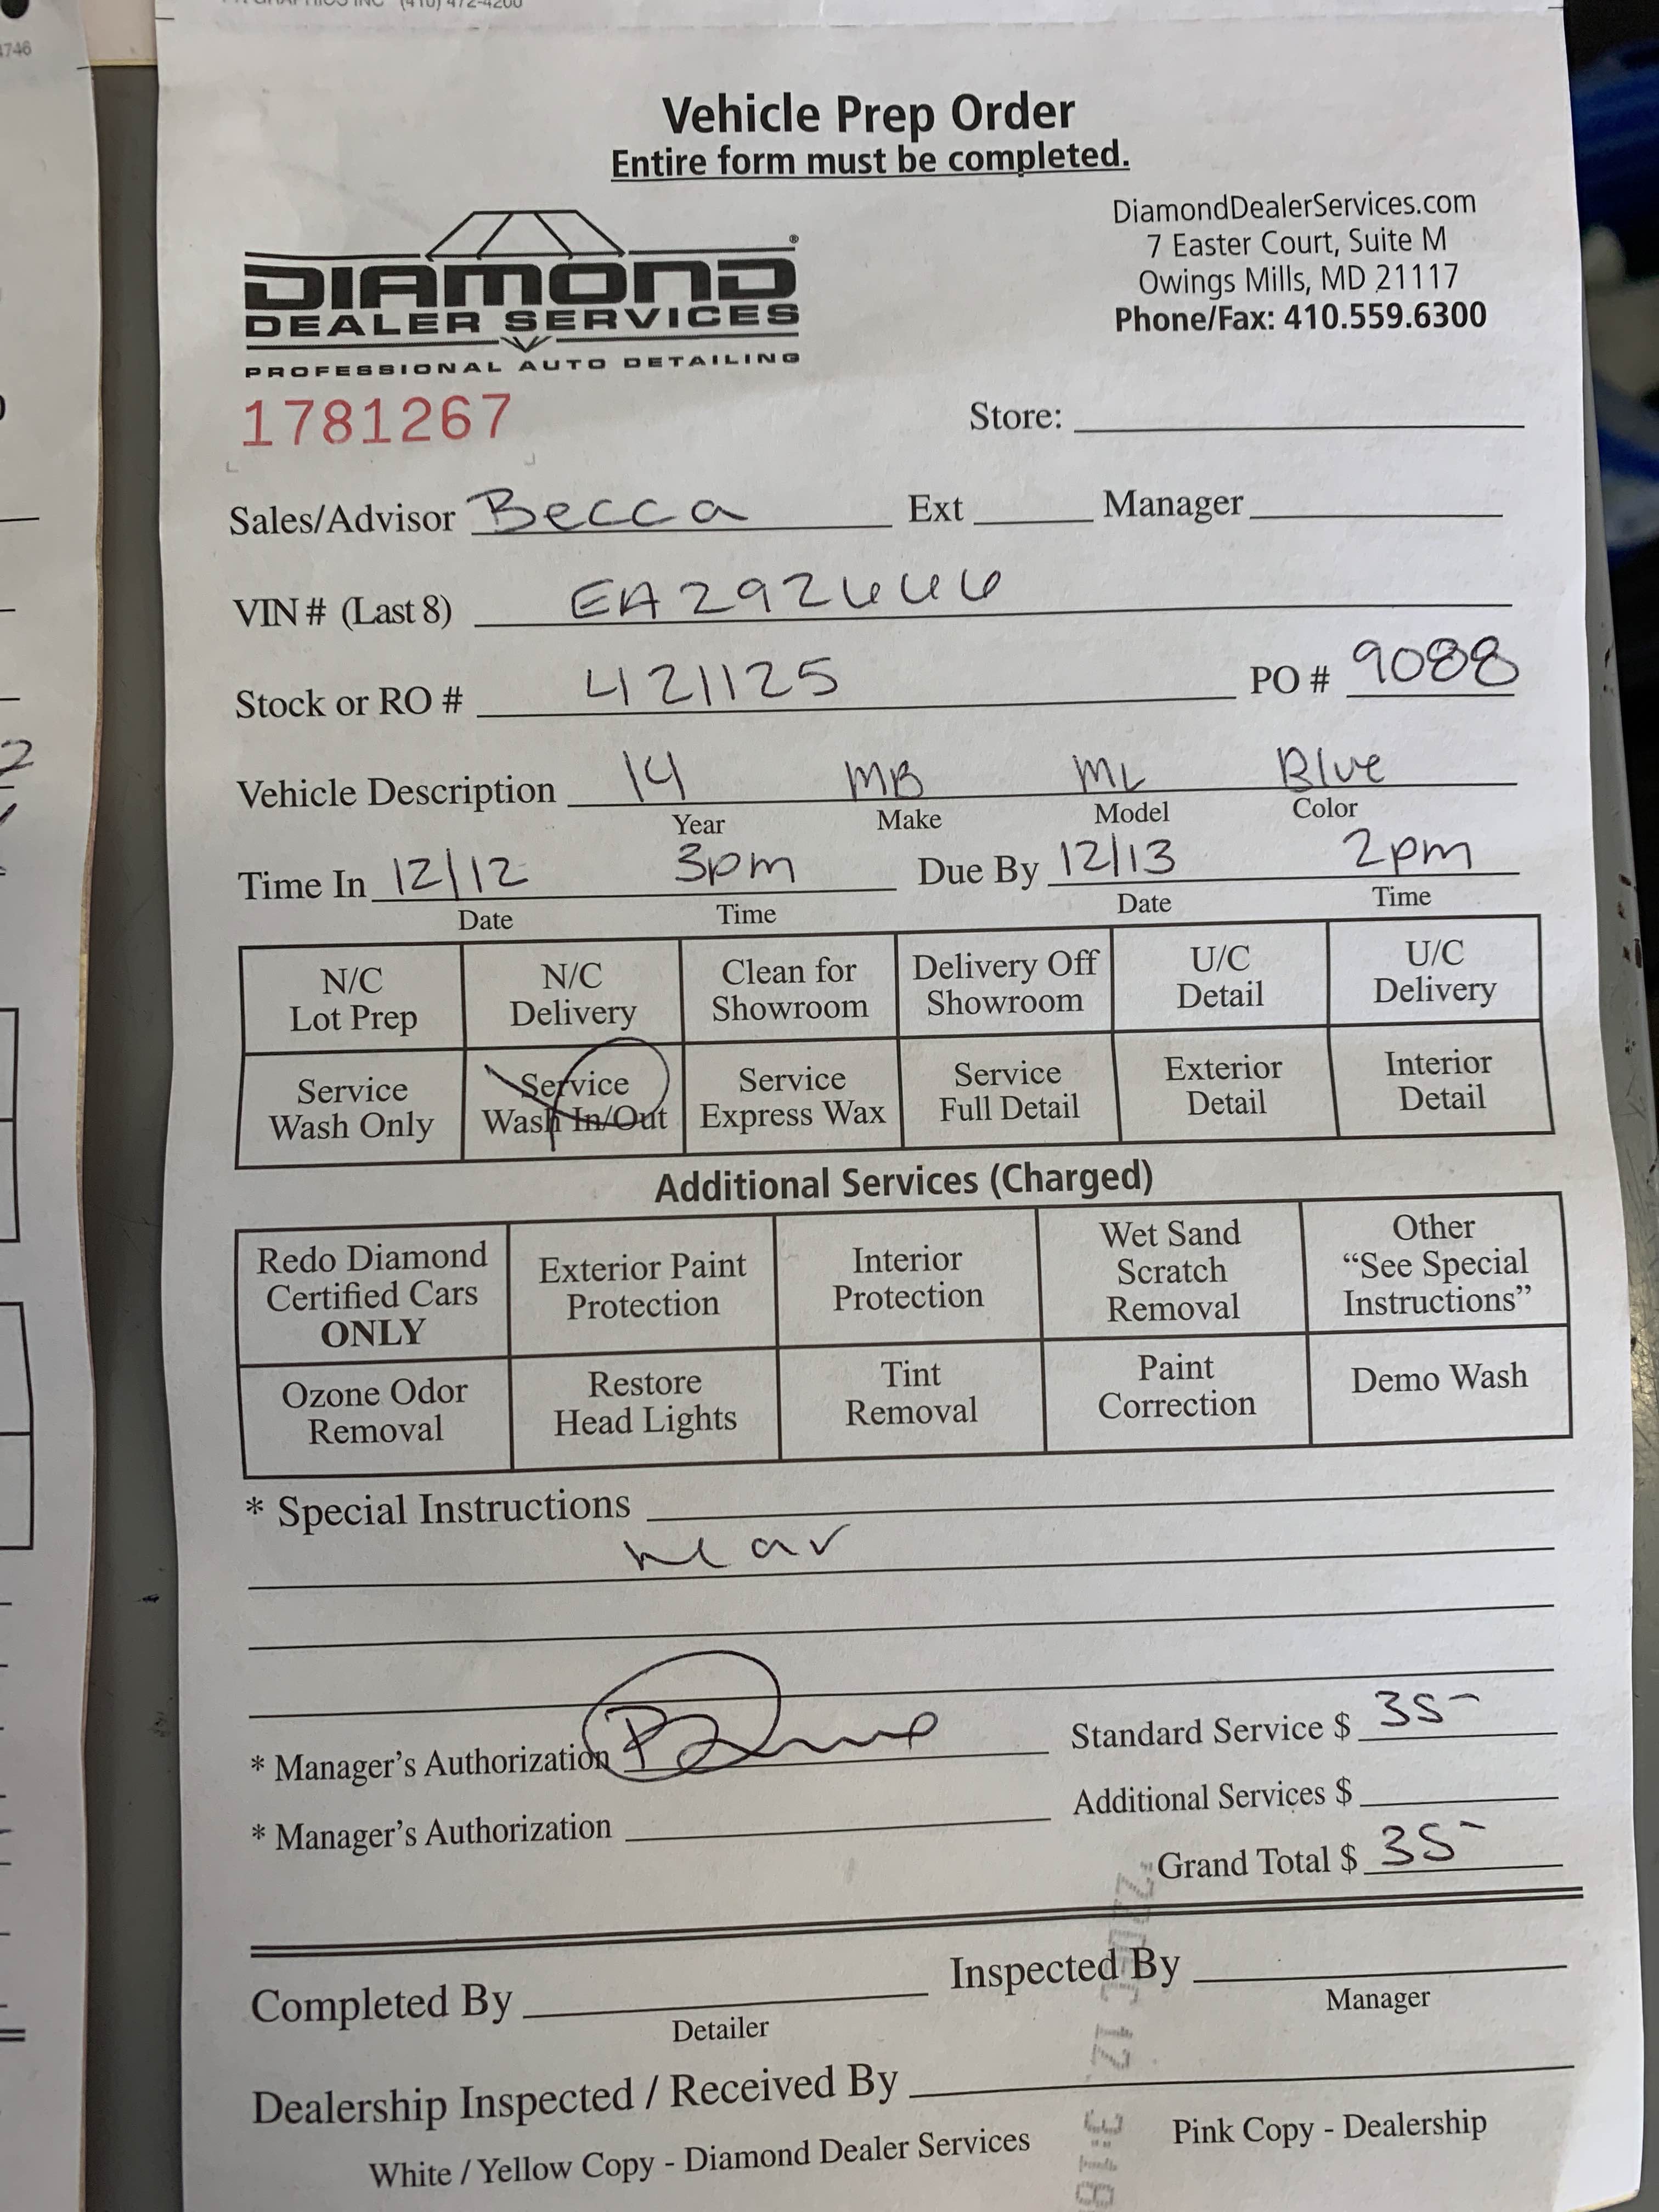 4746
Vehicle Prep Order
Entire form must be completed.
DIAMOND®
DEALER SERVICES
PROFESSIONAL AUTO DETAILING
DiamondDealerServices.com
7 Easter Court, Suite M
Owings Mills, MD 21117
Phone/Fax: 410.559.6300
1781267 Store:
Sales/Advisor Becca Ext Manager
VIN # (Last 8) EA292666
Stock or RO # 421125 PO # 9088
Vehicle Description 14 MB ML Blue
Year Make Model Color
Time In 12/12 3pm Due By 12/13 2pm
Date Time Date Time
N/C
Lot Prep
N/C
Delivery
Clean for
Showroom
Delivery Off
Showroom
U/C
Detail
U/C
Delivery
Service
Wash Only
Service
Wash In/Out
Service
Express Wax
Service
Full Detail
Exterior
Detail
Interior
Detail
Additional Services (Charged)
Redo Diamond
Certified Cars
ONLY
Exterior Paint
Protection
Interior
Protection
Wet Sand
Scratch
Removal
Other
“See Special
Instructions”
Ozone Odor
Removal
Restore
Head Lights
Tint
Removal
Paint
Correction
Demo Wash
* Special Instructions
* Manager's Authorization Standard Service $ 35-
Additional Services $
* Manager's Authorization
Grand Total $ 35-
Completed By Inspected By
Detailer Manager
Dealership Inspected / Received By
White / Yellow Copy - Diamond Dealer Services Pink Copy - Dealership